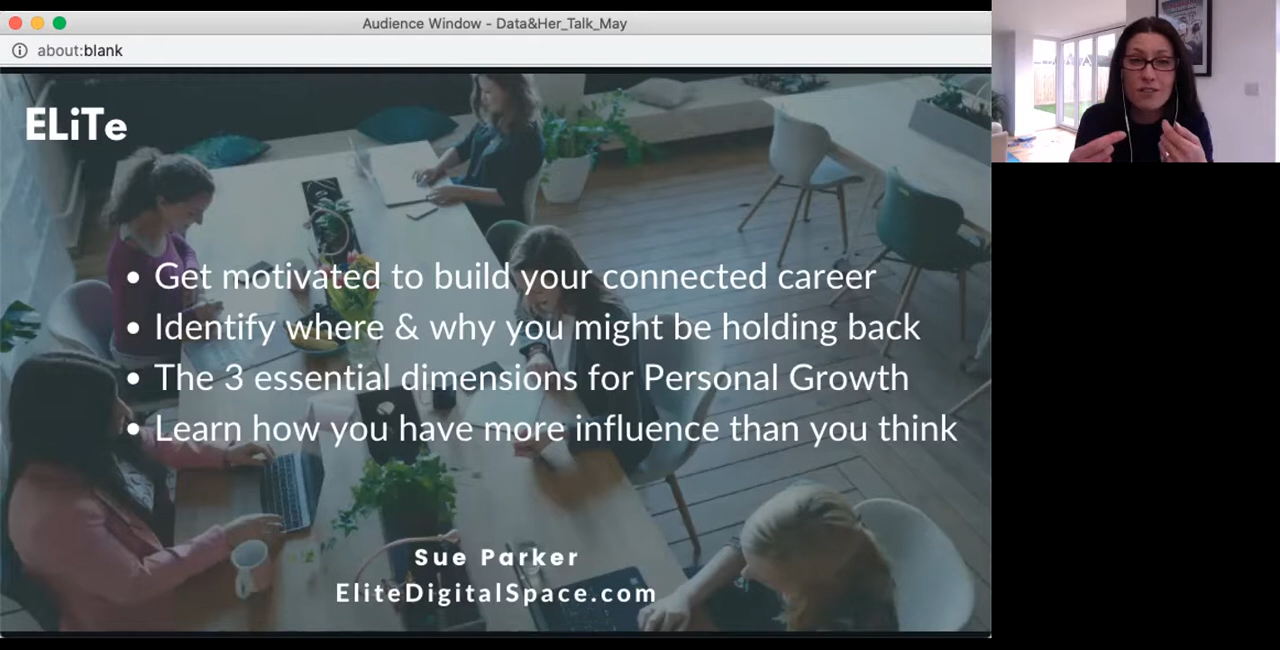 Audience Window - Data&Her_Talk_May
about:blank
ELiTe
• Get motivated to build your connected career
• Identify where & why you might be holding back
• The 3 essential dimensions for Personal Growth
• Learn how you have more influence than you think
Sue Parker
EliteDigitalSpace.com